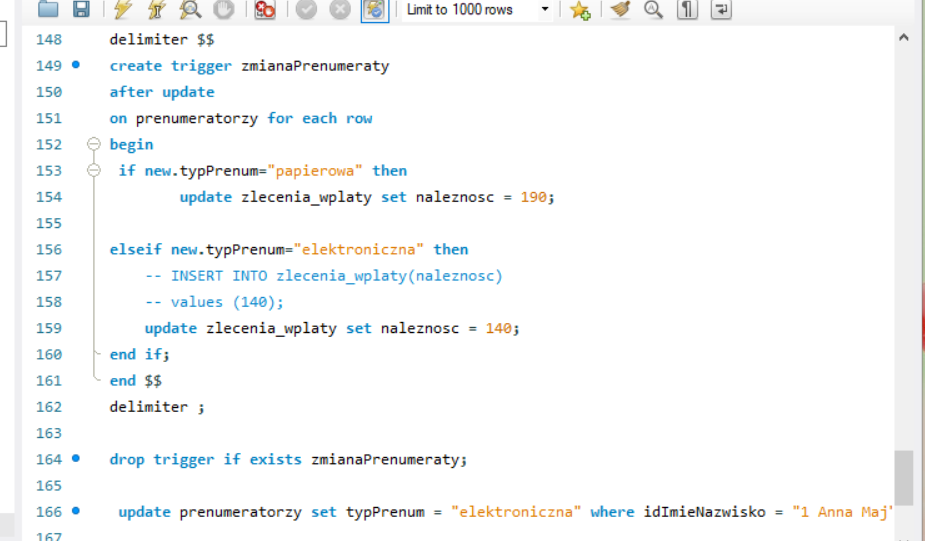 Limit to 1000 rows
148 delimiter $$
149 create trigger zmianaPrenumeraty
150 after update
151 on prenumeratorzy for each row
152 begin
153 if new.typPrenum="papierowa" then
154 update zlecenia_wplaty set naleznosc = 190;
155
156 elseif new.typPrenum="elektroniczna" then
157 -- INSERT INTO zlecenia_wplaty(naleznosc)
158 -- values (140);
159 update zlecenia_wplaty set naleznosc = 140;
160 end if;
161 end $$
162 delimiter ;
163
164 drop trigger if exists zmianaPrenumeraty;
165
166 update prenumeratorzy set typPrenum = "elektroniczna" where idImieNazwisko = "1 Anna Maj"
167